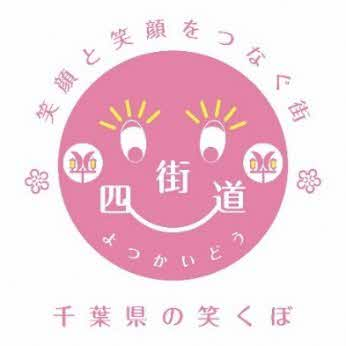 笑顔と笑顔をつなぐ街
四街道
よつかいどう
千葉県の笑くぼ